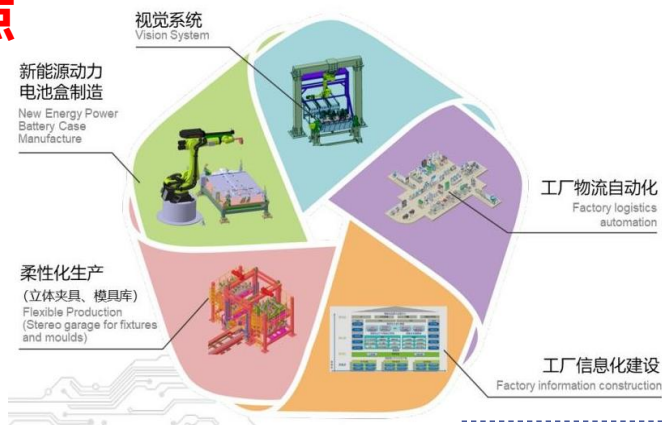 点
视觉系统
Vision System
新能源动力
电池盒制造
New Energy Power
Battery Case
Manufacture
工厂物流自动化
Factory logistics
automation
柔性化生产
（立体夹具、模具库）
Flexible Production
(Stereo garage for fixtures
and moulds)
工厂信息化建设
Factory information construction